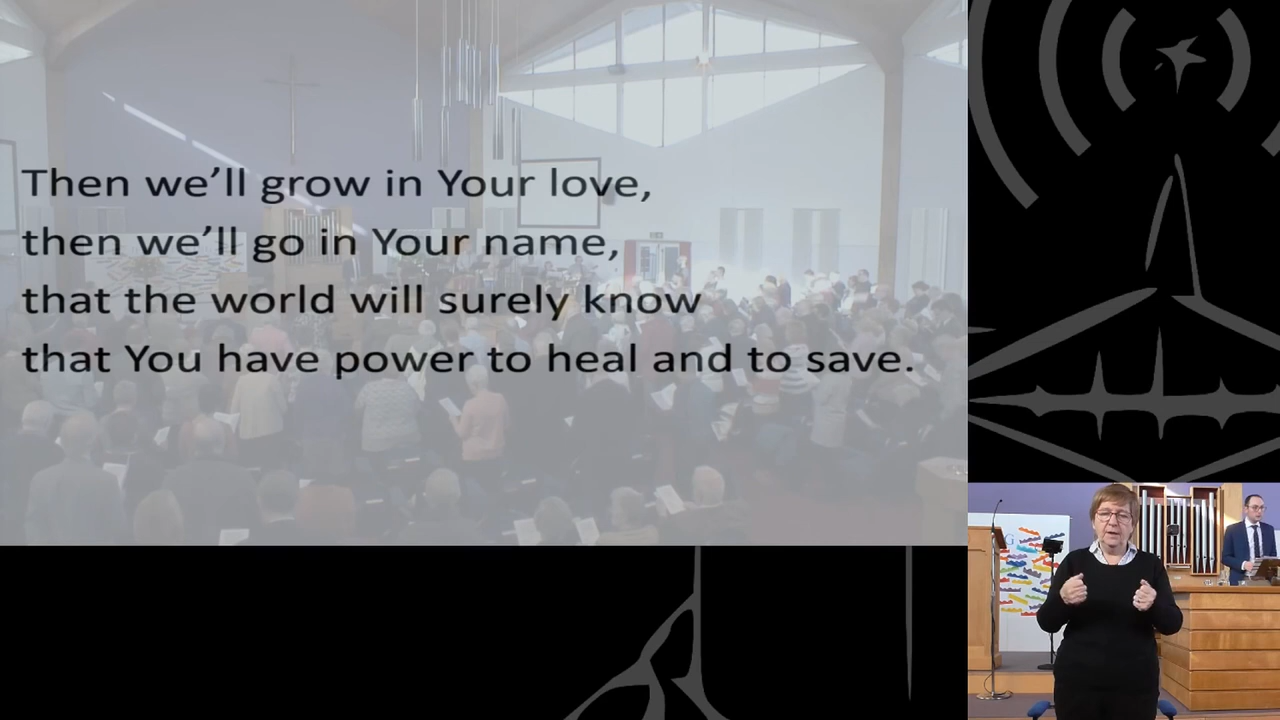 Then we’ll grow in Your love,
then we’ll go in Your name,
that the world will surely know
that You have power to heal and to save.